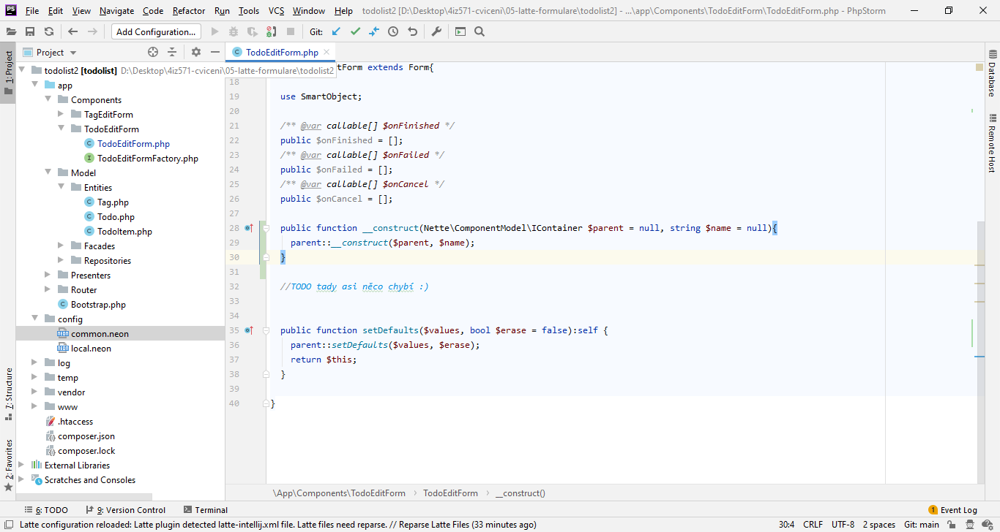 PS File Edit View Navigate Code Refactor Run Tools VCS Window Help todolist2 [D:\Desktop\4iz571-cviceni\05-latte-formulare\todolist2] - ...\app\Components\TodoEditForm\TodoEditForm.php - PhpStorm
Add Configuration... Git:
1: Project
Project
TodoEditForm.php
todolist2 [todolist] D:\Desktop\4iz571-cviceni\05-latte-formulare\todolist2
app
Components
TagEditForm
TodoEditForm
TodoEditForm.php
TodoEditFormFactory.php
Model
Entities
Tag.php
Todo.php
TodoItem.php
Facades
Repositories
Presenters
Router
Bootstrap.php
config
common.neon
local.neon
log
temp
vendor
www
.htaccess
composer.json
composer.lock
External Libraries
Scratches and Consoles
7: Structure
2: Favorites
tForm extends Form{
18
19 use SmartObject;
20
21 /** @var callable[] $onFinished */
22 public $onFinished = [];
23 /** @var callable[] $onFailed */
24 public $onFailed = [];
25 /** @var callable[] $onCancel */
26 public $onCancel = [];
27
28 public function __construct(Nette\ComponentModel\IContainer $parent = null, string $name = null){
29 parent::__construct($parent, $name);
30 }
31
32 //TODO tady asi něco chybí :)
33
34
35 public function setDefaults($values, bool $erase = false):self {
36 parent::setDefaults($values, $erase);
37 return $this;
38 }
39
40 }
Database
Remote Host
\App\Components\TodoEditForm › TodoEditForm › __construct()
6: TODO 9: Version Control Terminal 1 Event Log
Latte configuration reloaded: Latte plugin detected latte-intellij.xml file. Latte files need reparse. // Reparse Latte Files (33 minutes ago) 30:4 CRLF UTF-8 2 spaces Git: main